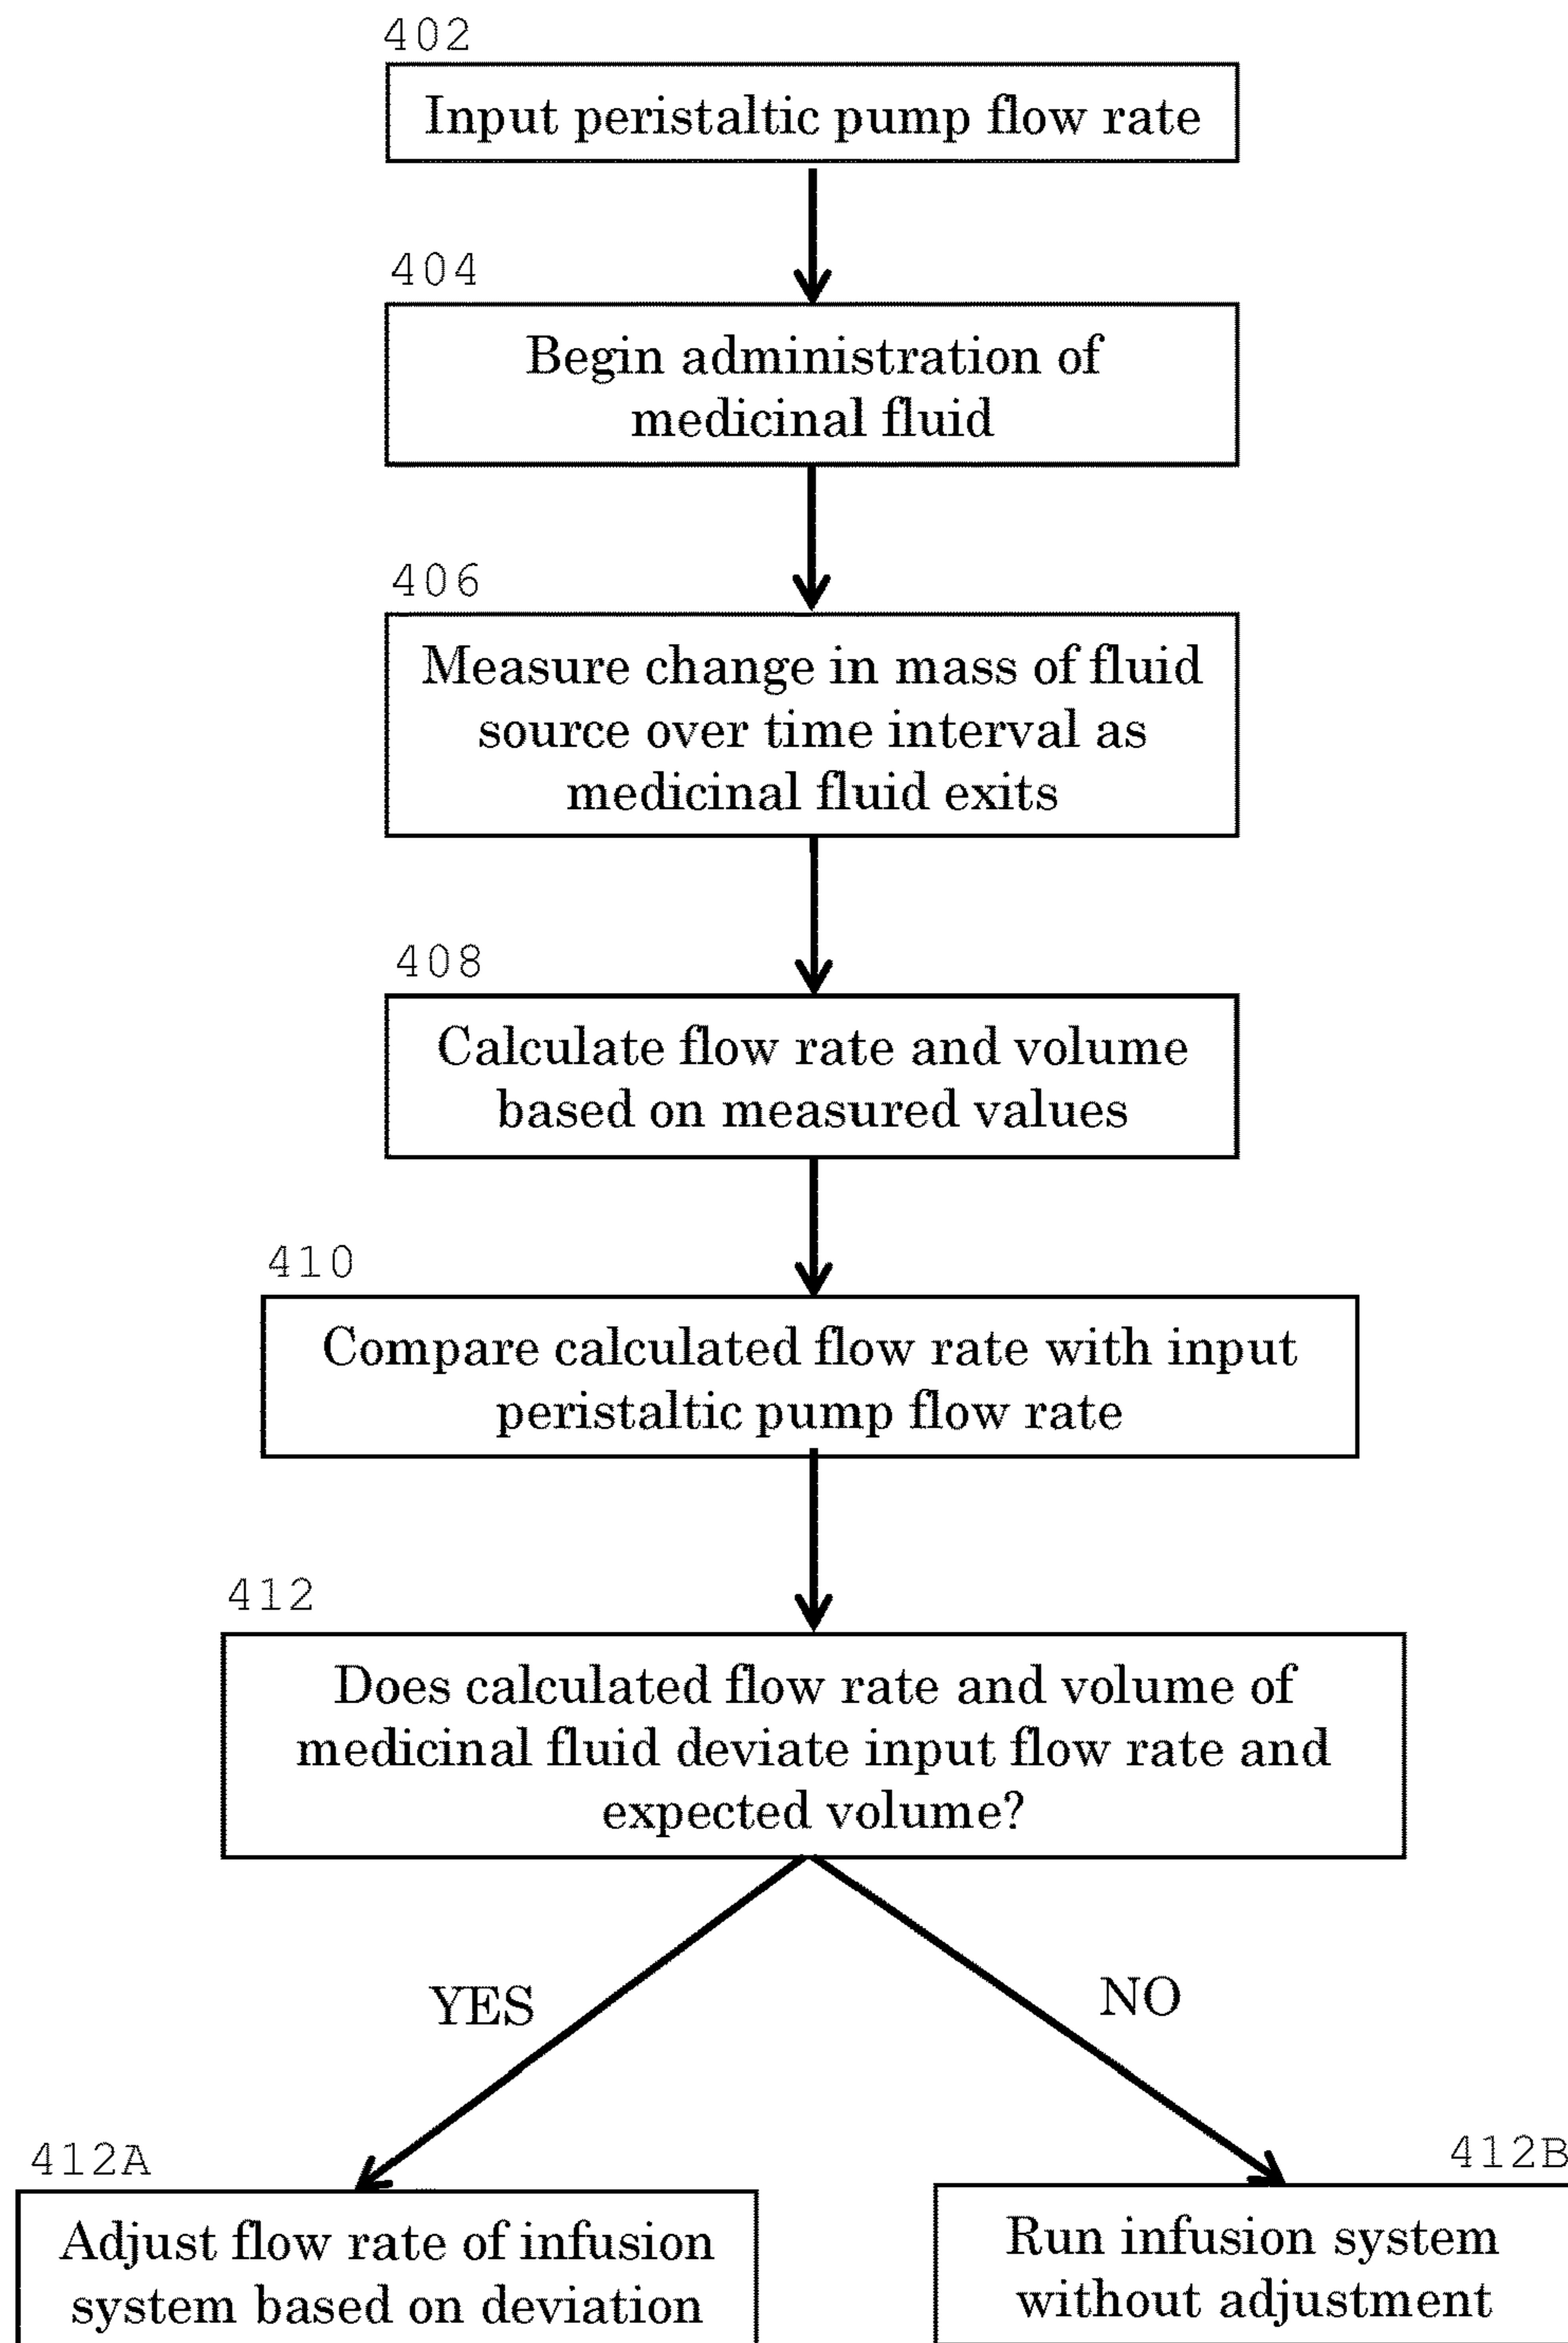 402
Input peristaltic pump flow rate
404
Begin administration of
medicinal fluid
406
Measure change in mass of fluid
source over time interval as
medicinal fluid exits
408
Calculate flow rate and volume
based on measured values
410
Compare calculated flow rate with input
peristaltic pump flow rate
412
Does calculated flow rate and volume of
medicinal fluid deviate input flow rate and
expected volume?
YES
NO
412A
Adjust flow rate of infusion
system based on deviation
412B
Run infusion system
without adjustment